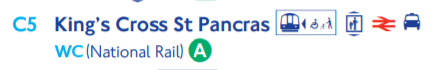 C5 King's Cross St Pancras
WC (National Rail) A